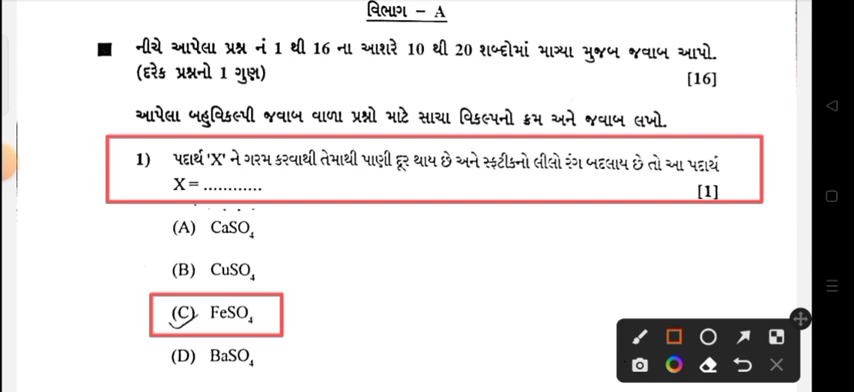 વિભાગ – A
નીચે આપેલા પ્રશ્ન નં 1 થી 16 ના આશરે 10 થી 20 શબ્દોમાં માગ્યા મુજબ જવાબ આપો.
(દરેક પ્રશ્નનો 1 ગુણ) [16]
આપેલા બહુવિકલ્પી જવાબ વાળા પ્રશ્નો માટે સાચા વિકલ્પનો ક્રમ અને જવાબ લખો.
1) પદાર્થ 'X' ને ગરમ કરવાથી તેમાથી પાણી દૂર થાય છે અને સ્ફટીકનો લીલો રંગ બદલાય છે તો આ પદાર્થ
X = ............. [1]
(A) CaSO₄
(B) CuSO₄
(C) FeSO₄
(D) BaSO₄